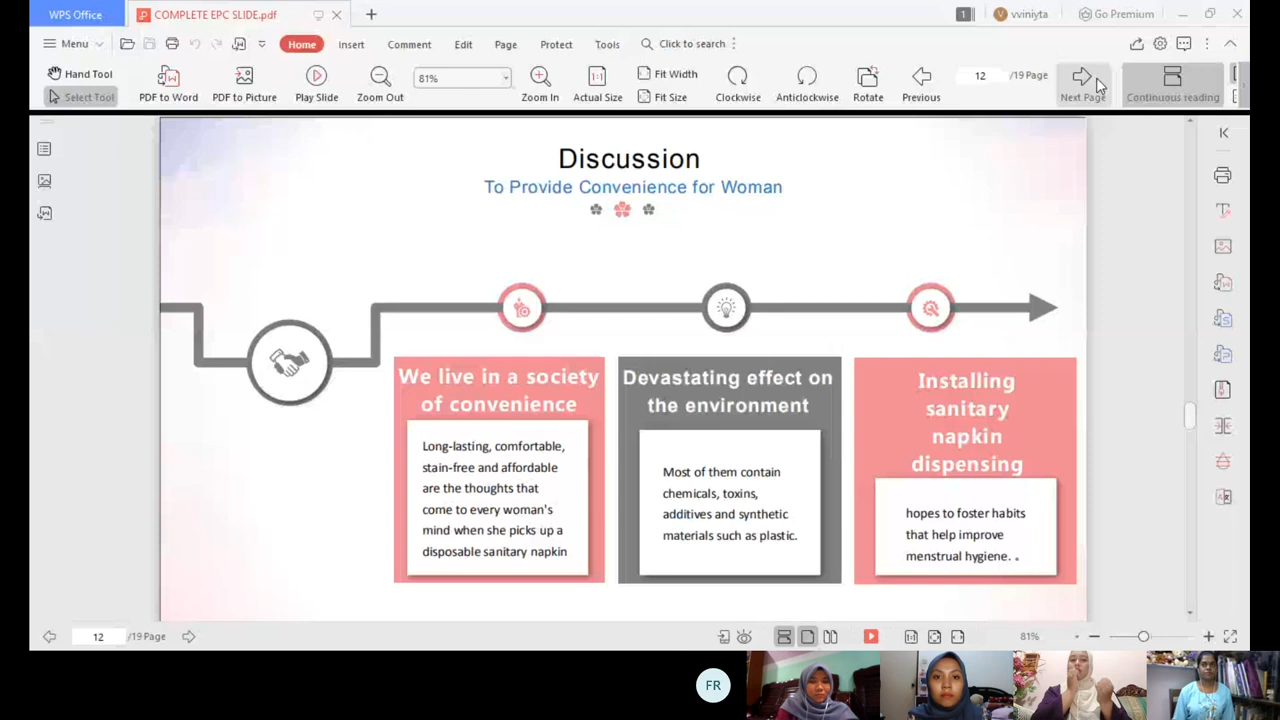 WPS Office
COMPLETE EPC SLIDE.pdf
1
V
vviniyta
Go Premium
Menu
Home
Insert
Comment
Edit
Page
Protect
Tools
Click to search
Hand Tool
Select Tool
PDF to Word
PDF to Picture
Play Slide
Zoom Out
81%
Zoom In
Actual Size
Fit Width
Fit Size
Clockwise
Anticlockwise
Rotate
Previous
12 /19 Page
Next Page
Continuous reading
Discussion
To Provide Convenience for Woman
We live in a society
of convenience
Long-lasting, comfortable,
stain-free and affordable
are the thoughts that
come to every woman's
mind when she picks up a
disposable sanitary napkin
Devastating effect on
the environment
Most of them contain
chemicals, toxins,
additives and synthetic
materials such as plastic.
Installing
sanitary
napkin
dispensing
hopes to foster habits
that help improve
menstrual hygiene. .
12 /19 Page
81%
FR